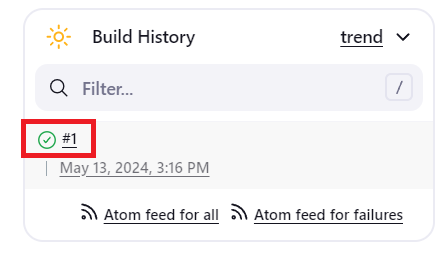 Build History trend
Filter... /
#1
May 13, 2024, 3:16 PM
Atom feed for all Atom feed for failures